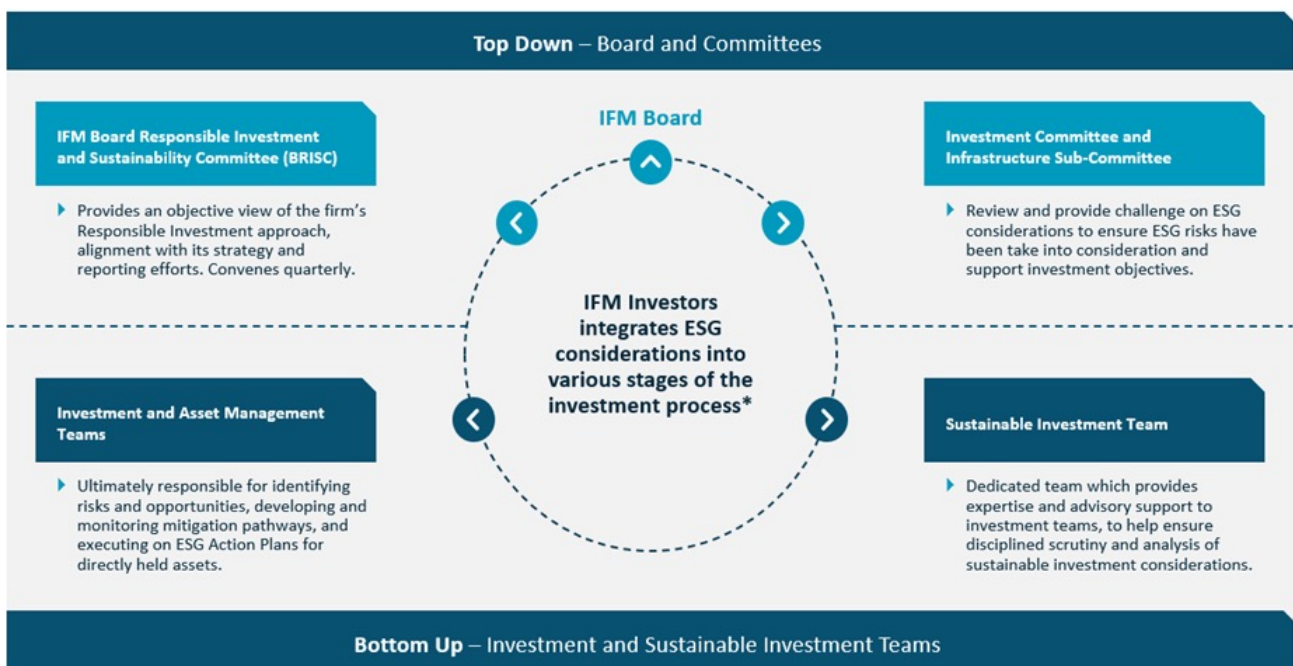 Top Down – Board and Committees
IFM Board Responsible Investment
and Sustainability Committee (BRISC)
Provides an objective view of the firm's
Responsible Investment approach,
alignment with its strategy and
reporting efforts. Convenes quarterly.
IFM Board
Investment Committee and
Infrastructure Sub-Committee
Review and provide challenge on ESG
considerations to ensure ESG risks have
been take into consideration and
support investment objectives.
IFM Investors
integrates ESG
considerations into
various stages of the
investment process*
Investment and Asset Management
Teams
Ultimately responsible for identifying
risks and opportunities, developing and
monitoring mitigation pathways, and
executing on ESG Action Plans for
directly held assets.
Sustainable Investment Team
Dedicated team which provides
expertise and advisory support to
investment teams, to help ensure
disciplined scrutiny and analysis of
sustainable investment considerations.
Bottom Up – Investment and Sustainable Investment Teams